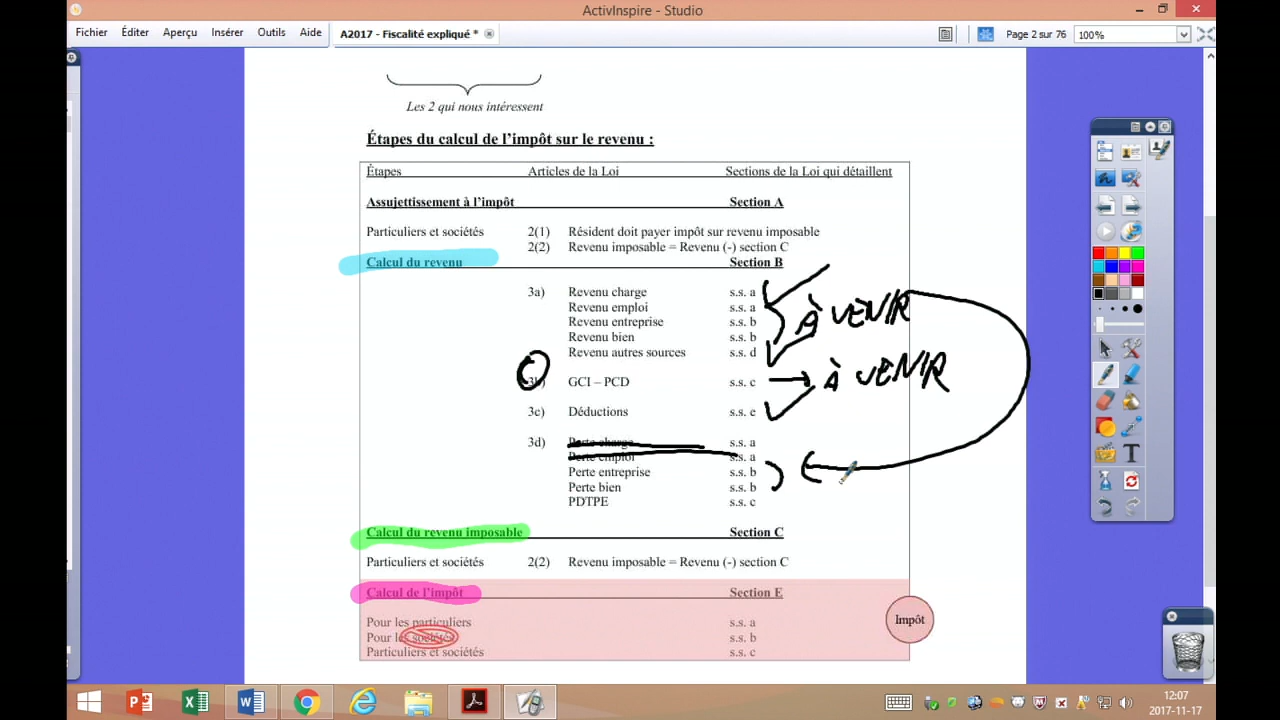 ActivInspire - Studio
Fichier Éditer Aperçu Insérer Outils Aide A2017 - Fiscalité expliqué * Page 2 sur 76 100%
Les 2 qui nous intéressent
Étapes du calcul de l'impôt sur le revenu :
Étapes Articles de la Loi Sections de la Loi qui détaillent
Assujettissement à l'impôt Section A
Particuliers et sociétés 2(1) Résident doit payer impôt sur revenu imposable
2(2) Revenu imposable = Revenu (-) section C
Calcul du revenu Section B
3a) Revenu charge s.s. a
Revenu emploi s.s. a
Revenu entreprise s.s. b À VENIR
Revenu bien s.s. b
Revenu autres sources s.s. d
3b) GCI – PCD s.s. c À VENIR
3c) Déductions s.s. e
3d) Perte charge s.s. a
Perte emploi s.s. a
Perte entreprise s.s. b
Perte bien s.s. b
PDTPE s.s. c
Calcul du revenu imposable Section C
Particuliers et sociétés 2(2) Revenu imposable = Revenu (-) section C
Calcul de l'impôt Section E
Pour les particuliers s.s. a
Impôt
Pour les sociétés s.s. b
Particuliers et sociétés s.s. c
12:07
2017-11-17